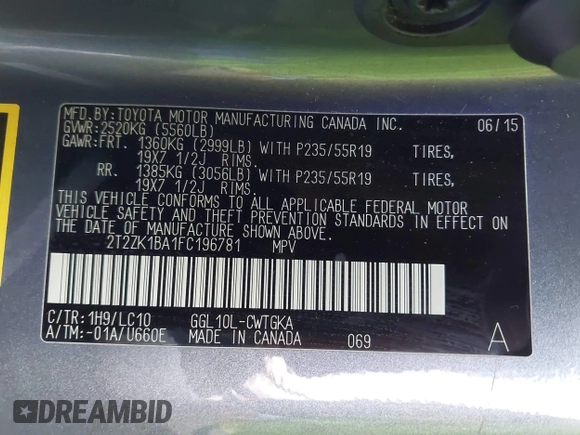 MFD.BY:TOYOTA MOTOR MANUFACTURING CANADA INC. 06/15
GVWR:2520KG (5560LB)
GAWR:FRT. 1360KG (2999LB) WITH P235/55R19 TIRES,
19X7 1/2J RIMS.
RR. 1385KG (3056LB) WITH P235/55R19 TIRES,
19X7 1/2J RIMS.
THIS VEHICLE CONFORMS TO ALL APPLICABLE FEDERAL MOTOR
VEHICLE SAFETY AND THEFT PREVENTION STANDARDS IN EFFECT ON
THE DATE OF MANUFACTURE SHOWN ABOVE.
2T2ZK1BA1FC196781 MPV
C/TR:1H9/LC10 GGL10L-CWTGKA
A/TM:-01A/U660E MADE IN CANADA 069 A
DREAMBID